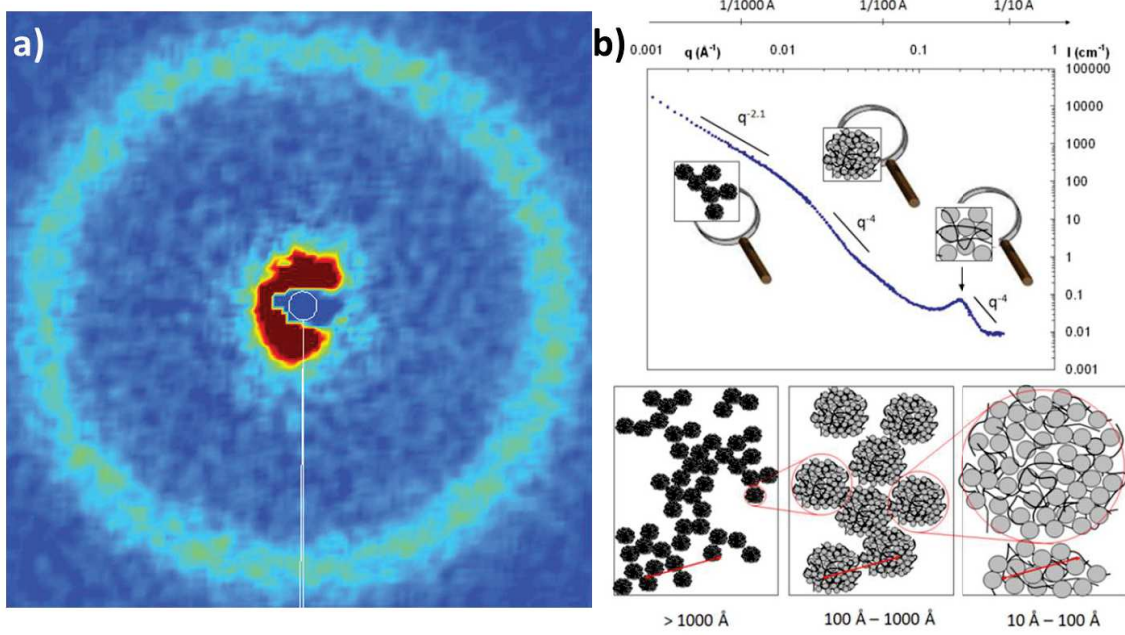 a)
b)
1/1000 Å 1/100 Å 1/10 Å
0.001 q (Å⁻¹) 0.01 0.1 1 I (cm⁻¹)
100000
10000
1000
100
10
1
0.1
0.01
0.001
q⁻²·¹
q⁻⁴
q⁻⁴
> 1000 Å 100 Å – 1000 Å 10 Å – 100 Å